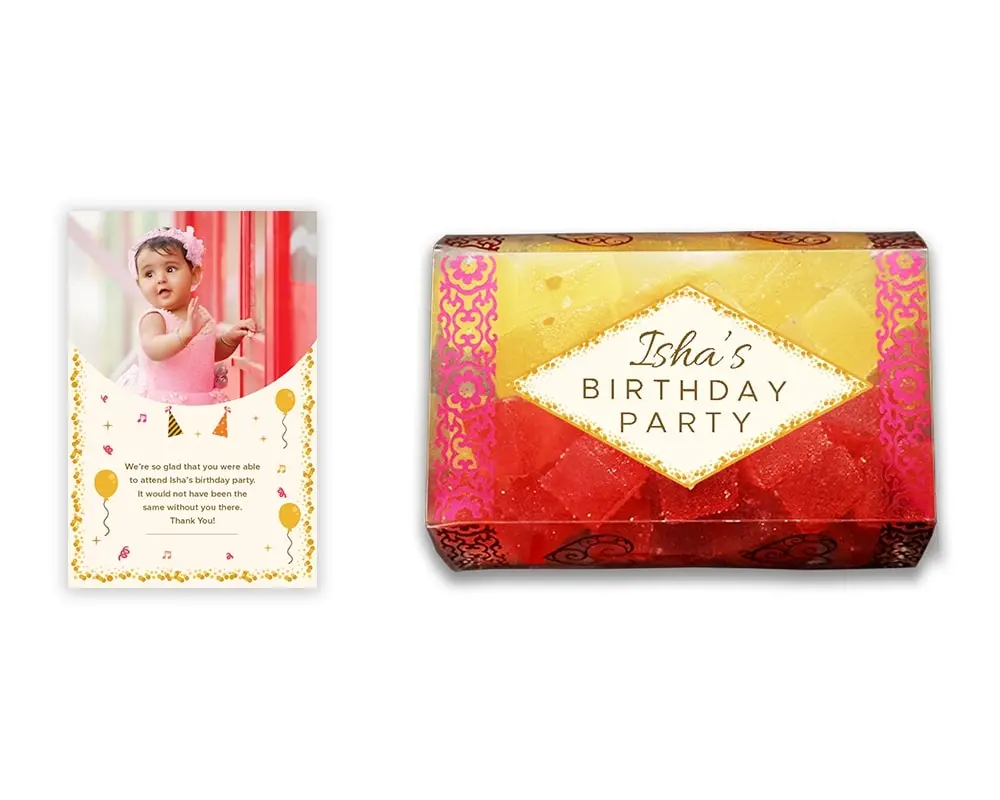 We're so glad that you were able
to attend Isha's birthday party.
It would not have been the
same without you there.
Thank You!
Isha's
BIRTHDAY
PARTY